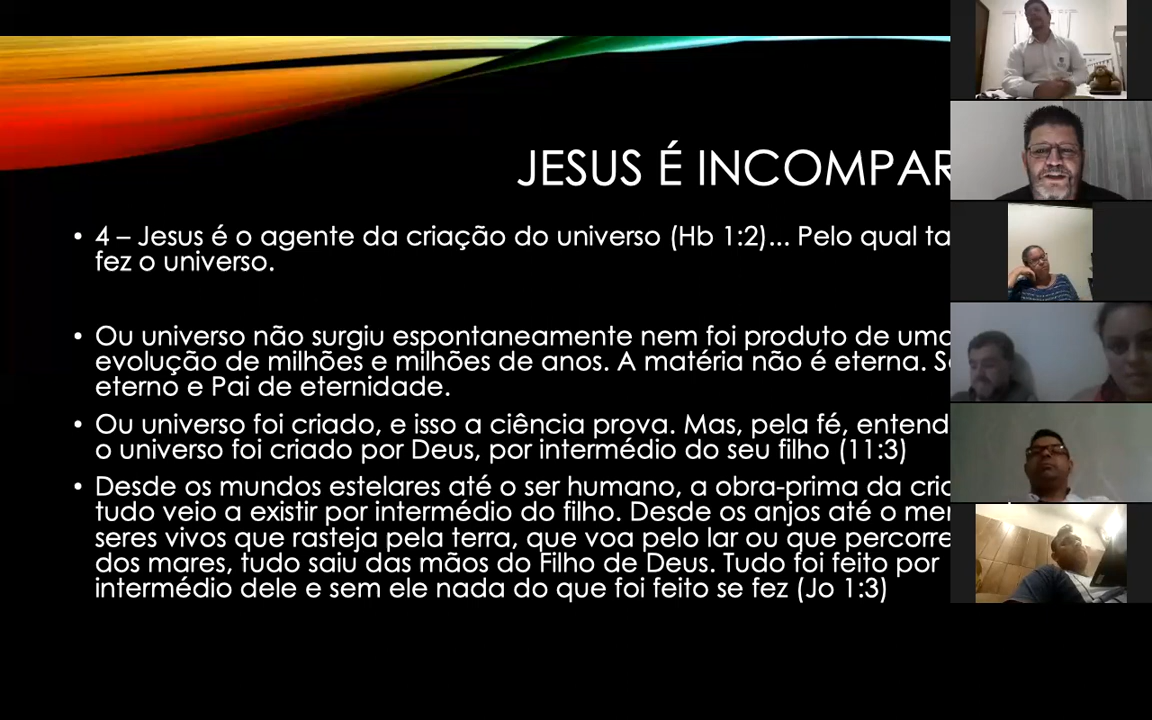 JESUS É INCOMPAR
• 4 – Jesus é o agente da criação do universo (Hb 1:2)... Pelo qual ta
fez o universo.
• Ou universo não surgiu espontaneamente nem foi produto de uma
evolução de milhões e milhões de anos. A matéria não é eterna. S
eterno e Pai de eternidade.
• Ou universo foi criado, e isso a ciência prova. Mas, pela fé, entend
o universo foi criado por Deus, por intermédio do seu filho (11:3)
• Desde os mundos estelares até o ser humano, a obra-prima da cria
tudo veio a existir por intermédio do filho. Desde os anjos até o me
seres vivos que rasteja pela terra, que voa pelo lar ou que percorre
dos mares, tudo saiu das mãos do Filho de Deus. Tudo foi feito por
intermédio dele e sem ele nada do que foi feito se fez (Jo 1:3)